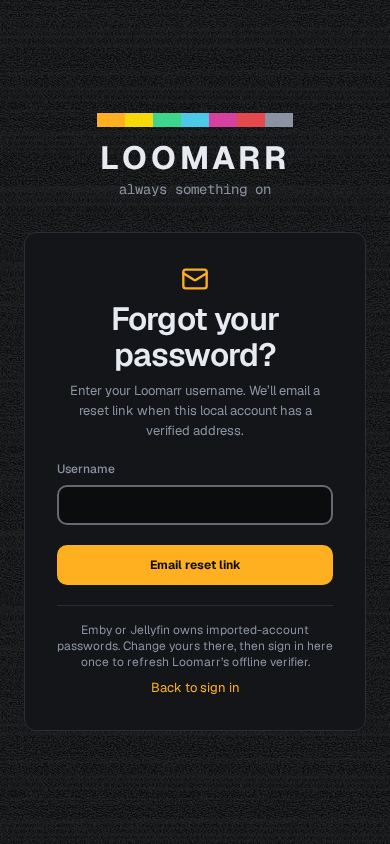 LOOMARR
always something on
Forgot your
password?
Enter your Loomarr username. We'll email a
reset link when this local account has a
verified address.
Username
Email reset link
Emby or Jellyfin owns imported-account
passwords. Change yours there, then sign in here
once to refresh Loomarr's offline verifier.
Back to sign in